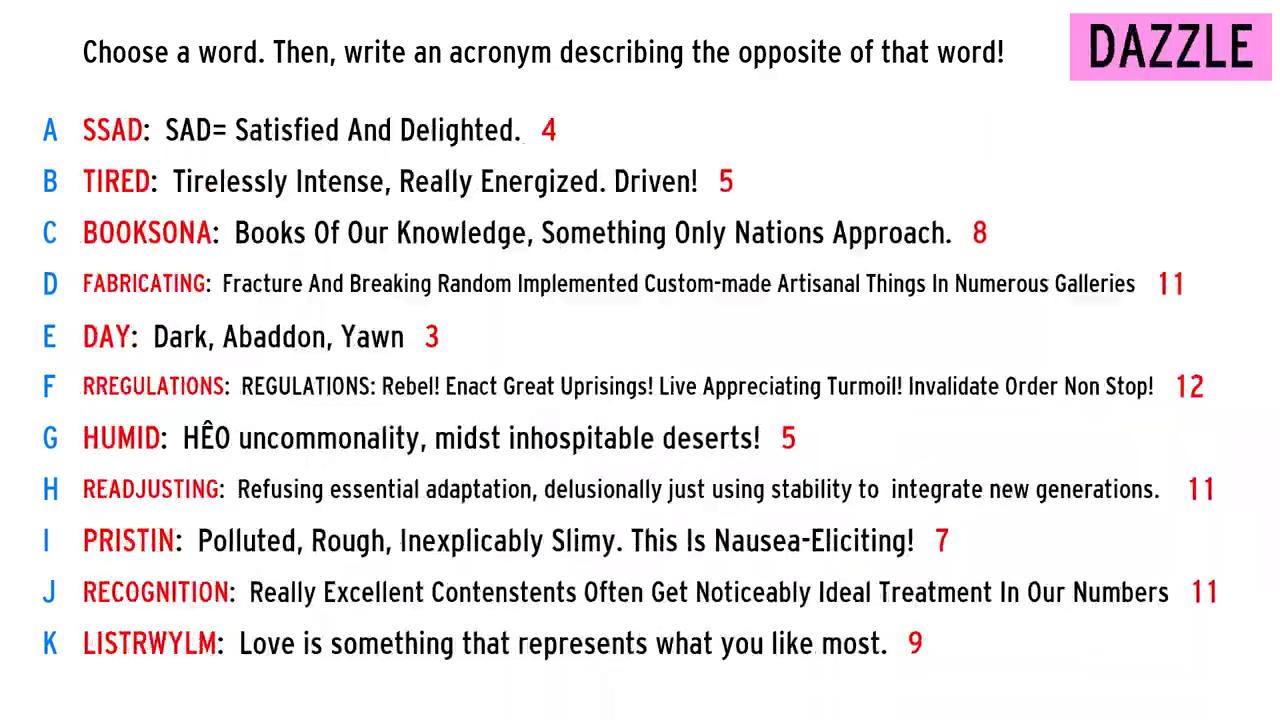 Choose a word. Then, write an acronym describing the opposite of that word!
DAZZLE
A SSAD: SAD= Satisfied And Delighted. 4
B TIRED: Tirelessly Intense, Really Energized. Driven! 5
C BOOKSONA: Books Of Our Knowledge, Something Only Nations Approach. 8
D FABRICATING: Fracture And Breaking Random Implemented Custom-made Artisanal Things In Numerous Galleries 11
E DAY: Dark, Abaddon, Yawn 3
F RREGULATIONS: REGULATIONS: Rebel! Enact Great Uprisings! Live Appreciating Turmoil! Invalidate Order Non Stop! 12
G HUMID: HÊO uncommonality, midst inhospitable deserts! 5
H READJUSTING: Refusing essential adaptation, delusionally just using stability to integrate new generations. 11
I PRISTIN: Polluted, Rough, Inexplicably Slimy. This Is Nausea-Eliciting! 7
J RECOGNITION: Really Excellent Contenstents Often Get Noticeably Ideal Treatment In Our Numbers 11
K LISTRWYLM: Love is something that represents what you like most. 9